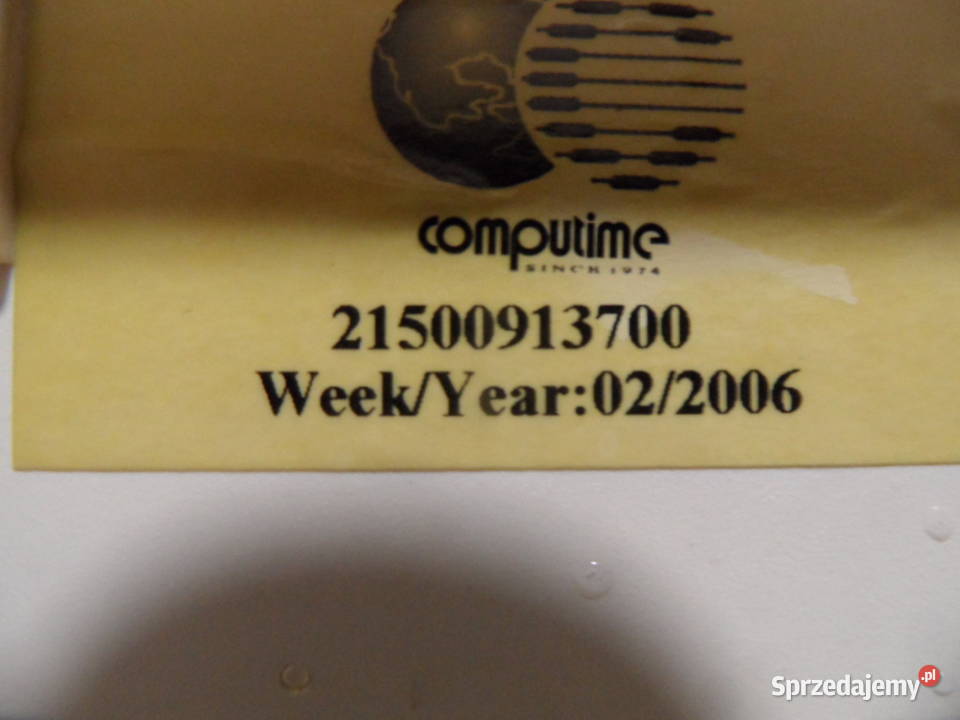 computime
SINCE 1974
21500913700
Week/Year:02/2006
Sprzedajemy.pl